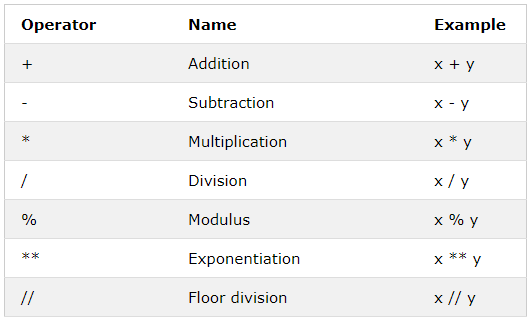 Operator Name Example
+ Addition x + y
- Subtraction x - y
* Multiplication x * y
/ Division x / y
% Modulus x % y
** Exponentiation x ** y
// Floor division x // y